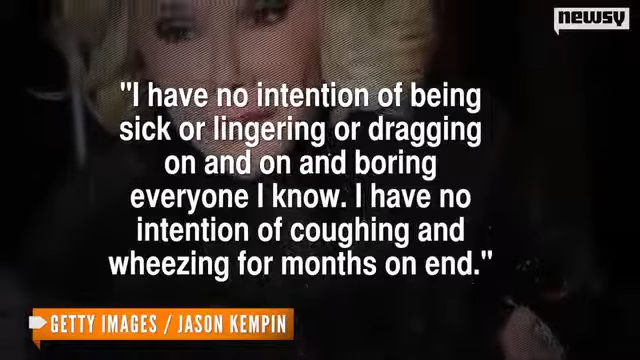 newsy
"I have no intention of being
sick or lingering or dragging
on and on and boring
everyone I know. I have no
intention of coughing and
wheezing for months on end."
GETTY IMAGES / JASON KEMPIN